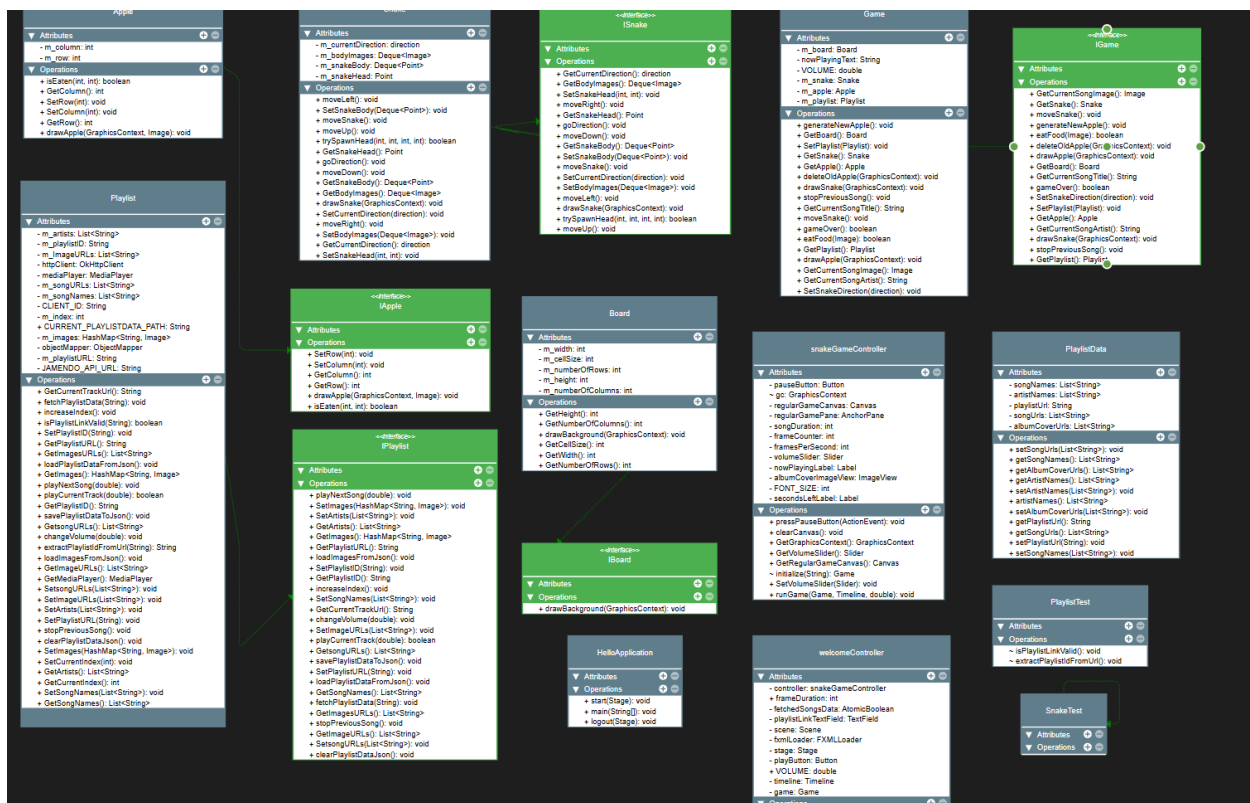 Apple
Attributes
- m_column: int
- m_row: int
Operations
+ isEaten(int, int): boolean
+ GetColumn(): int
+ SetRow(int): void
+ SetColumn(int): void
+ GetRow(): int
+ drawApple(GraphicsContext, Image): void
Snake
Attributes
- m_currentDirection: direction
- m_bodyImages: Deque<Image>
- m_snakeBody: Deque<Point>
- m_snakeHead: Point
Operations
+ moveLeft(): void
+ SetSnakeBody(Deque<Point>): void
+ moveSnake(): void
+ moveUp(): void
+ trySpawnHead(int, int, int, int): boolean
+ GetSnakeHead(): Point
+ goDirection(): void
+ moveDown(): void
+ GetSnakeBody(): Deque<Point>
+ GetBodyImages(): Deque<Image>
+ drawSnake(GraphicsContext): void
+ SetCurrentDirection(direction): void
+ moveRight(): void
+ SetBodyImages(Deque<Image>): void
+ GetCurrentDirection(): direction
+ SetSnakeHead(int, int): void
<<interface>>
ISnake
Attributes
Operations
+ GetCurrentDirection(): direction
+ GetBodyImages(): Deque<Image>
+ SetSnakeHead(int, int): void
+ moveRight(): void
+ GetSnakeHead(): Point
+ goDirection(): void
+ moveDown(): void
+ GetSnakeBody(): Deque<Point>
+ SetSnakeBody(Deque<Point>): void
+ moveSnake(): void
+ SetCurrentDirection(direction): void
+ SetBodyImages(Deque<Image>): void
+ moveLeft(): void
+ drawSnake(GraphicsContext): void
+ trySpawnHead(int, int, int, int): boolean
+ moveUp(): void
Game
Attributes
- m_board: Board
- nowPlayingText: String
- VOLUME: double
- m_snake: Snake
- m_apple: Apple
- m_playlist: Playlist
Operations
+ generateNewApple(): void
+ GetBoard(): Board
+ SetPlaylist(Playlist): void
+ GetSnake(): Snake
+ GetApple(): Apple
+ deleteOldApple(GraphicsContext): void
+ drawSnake(GraphicsContext): void
+ stopPreviousSong(): void
+ GetCurrentSongTitle(): String
+ moveSnake(): void
+ gameOver(): boolean
+ eatFood(Image): boolean
+ GetPlaylist(): Playlist
+ drawApple(GraphicsContext): void
+ GetCurrentSongImage(): Image
+ GetCurrentSongArtist(): String
+ SetSnakeDirection(direction): void
<<interface>>
IGame
Attributes
Operations
+ GetCurrentSongImage(): Image
+ GetSnake(): Snake
+ moveSnake(): void
+ generateNewApple(): void
+ eatFood(Image): boolean
+ deleteOldApple(GraphicsContext): void
+ drawApple(GraphicsContext): void
+ GetBoard(): Board
+ GetCurrentSongTitle(): String
+ gameOver(): boolean
+ SetSnakeDirection(direction): void
+ SetPlaylist(Playlist): void
+ GetApple(): Apple
+ GetCurrentSongArtist(): String
+ drawSnake(GraphicsContext): void
+ stopPreviousSong(): void
+ GetPlaylist(): Playlist
Playlist
Attributes
- m_artists: List<String>
- m_playlistID: String
- m_ImageURLs: List<String>
- httpClient: OkHttpClient
- mediaPlayer: MediaPlayer
- m_songURLs: List<String>
- m_songNames: List<String>
- CLIENT_ID: String
- m_index: int
+ CURRENT_PLAYLISTDATA_PATH: String
- m_images: HashMap<String, Image>
- objectMapper: ObjectMapper
- m_playlistURL: String
- JAMENDO_API_URL: String
Operations
+ GetCurrentTrackUrl(): String
+ fetchPlaylistData(String): void
+ increaseIndex(): void
+ isPlaylistLinkValid(String): boolean
+ SetPlaylistID(String): void
+ GetPlaylistURL(): String
+ GetImagesURLs(): List<String>
+ loadPlaylistDataFromJson(): void
+ GetImages(): HashMap<String, Image>
+ playNextSong(double): void
+ playCurrentTrack(double): boolean
+ GetPlaylistID(): String
+ savePlaylistDataToJson(): void
+ GetsongURLs(): List<String>
+ changeVolume(double): void
+ extractPlaylistIdFromUrl(String): String
+ loadImagesFromJson(): void
+ GetImageURLs(): List<String>
+ GetMediaPlayer(): MediaPlayer
+ SetsongURLs(List<String>): void
+ SetImageURLs(List<String>): void
+ SetArtists(List<String>): void
+ SetPlaylistURL(String): void
+ stopPreviousSong(): void
+ clearPlaylistDataJson(): void
+ SetImages(HashMap<String, Image>): void
+ SetCurrentIndex(int): void
+ GetArtists(): List<String>
+ GetCurrentIndex(): int
+ SetSongNames(List<String>): void
+ GetSongNames(): List<String>
<<interface>>
IApple
Attributes
Operations
+ SetRow(int): void
+ SetColumn(int): void
+ GetColumn(): int
+ GetRow(): int
+ drawApple(GraphicsContext, Image): void
+ isEaten(int, int): boolean
<<interface>>
IPlaylist
Attributes
Operations
+ playNextSong(double): void
+ SetImages(HashMap<String, Image>): void
+ SetArtists(List<String>): void
+ GetArtists(): List<String>
+ GetImages(): HashMap<String, Image>
+ GetPlaylistURL(): String
+ loadImagesFromJson(): void
+ SetPlaylistID(String): void
+ GetPlaylistID(): String
+ increaseIndex(): void
+ SetSongNames(List<String>): void
+ GetCurrentTrackUrl(): String
+ changeVolume(double): void
+ SetImageURLs(List<String>): void
+ playCurrentTrack(double): boolean
+ GetsongURLs(): List<String>
+ savePlaylistDataToJson(): void
+ SetPlaylistURL(String): void
+ loadPlaylistDataFromJson(): void
+ GetSongNames(): List<String>
+ fetchPlaylistData(String): void
+ GetImagesURLs(): List<String>
+ stopPreviousSong(): void
+ GetImageURLs(): List<String>
+ SetsongURLs(List<String>): void
+ clearPlaylistDataJson(): void
Board
Attributes
- m_width: int
- m_cellSize: int
- m_numberOfRows: int
- m_height: int
- m_numberOfColumns: int
Operations
+ GetHeight(): int
+ GetNumberOfColumns(): int
+ drawBackground(GraphicsContext): void
+ GetCellSize(): int
+ GetWidth(): int
+ GetNumberOfRows(): int
<<interface>>
IBoard
Attributes
Operations
+ drawBackground(GraphicsContext): void
HelloApplication
Attributes
Operations
+ start(Stage): void
+ main(String[]): void
+ logout(Stage): void
snakeGameController
Attributes
- pauseButton: Button
~ gc: GraphicsContext
- regularGameCanvas: Canvas
- regularGamePane: AnchorPane
- songDuration: int
- frameCounter: int
- framesPerSecond: int
- volumeSlider: Slider
- nowPlayingLabel: Label
- albumCoverImageView: ImageView
- FONT_SIZE: int
- secondsLeftLabel: Label
Operations
+ pressPauseButton(ActionEvent): void
+ clearCanvas(): void
+ GetGraphicsContext(): GraphicsContext
+ GetVolumeSlider(): Slider
+ GetRegularGameCanvas(): Canvas
~ initialize(String): Game
+ SetVolumeSlider(Slider): void
+ runGame(Game, Timeline, double): void
welcomeController
Attributes
- controller: snakeGameController
+ frameDuration: int
- fetchedSongsData: AtomicBoolean
- playlistLinkTextField: TextField
- scene: Scene
- fxmlLoader: FXMLLoader
- stage: Stage
- playButton: Button
+ VOLUME: double
- timeline: Timeline
- game: Game
Operations
PlaylistData
Attributes
- songNames: List<String>
- artistNames: List<String>
- playlistUrl: String
- songUrls: List<String>
- albumCoverUrls: List<String>
Operations
+ setSongUrls(List<String>): void
+ getSongNames(): List<String>
+ getAlbumCoverUrls(): List<String>
+ getArtistNames(): List<String>
+ setArtistNames(List<String>): void
+ artistNames(): List<String>
+ setAlbumCoverUrls(List<String>): void
+ getPlaylistUrl(): String
+ getSongUrls(): List<String>
+ setPlaylistUrl(String): void
+ setSongNames(List<String>): void
PlaylistTest
Attributes
Operations
~ isPlaylistLinkValid(): void
~ extractPlaylistIdFromUrl(): void
SnakeTest
Attributes
Operations